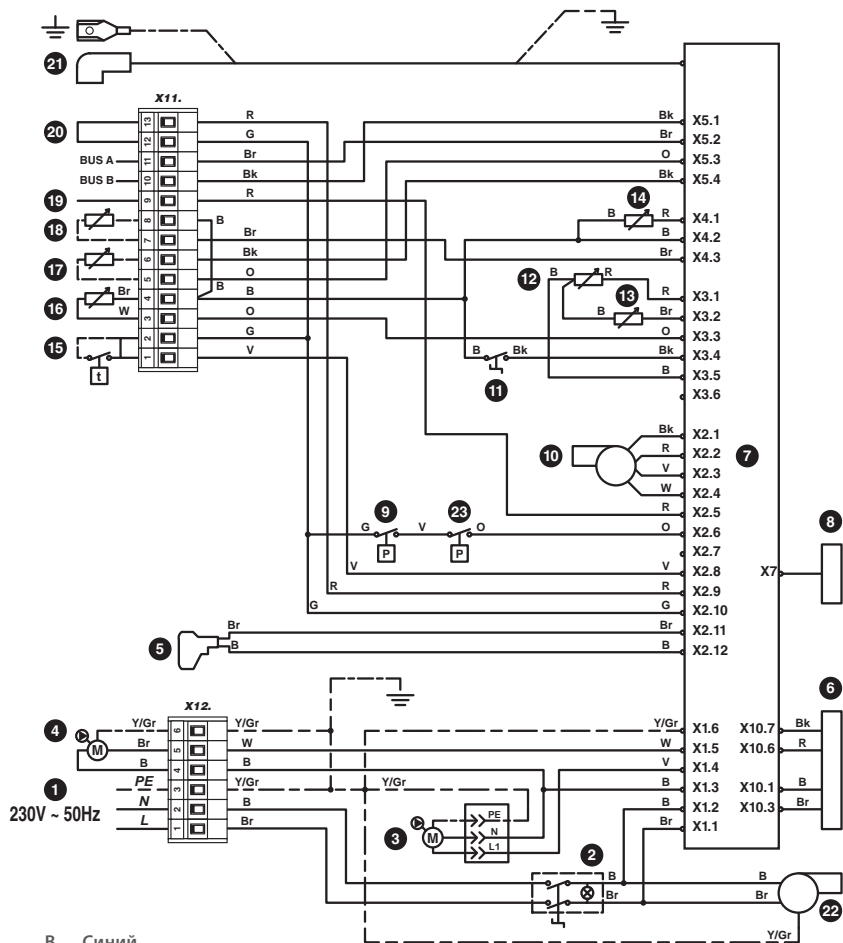 21
X11.
20
13 R Bk X5.1
12 G Br X5.2
BUS A 11 Br O X5.3
BUS B 10 Bk Bk X5.4
19 9 R 14
18 8 B B R X4.1
B X4.2
7 Br Br X4.3
17 6 Bk 12 B R
5 O B 13 R X3.1
16 Br 4 B B Br X3.2
W 3 O O X3.3
15 2 G B Bk Bk X3.4
t 1 V 11 B X3.5
X3.6
10 Bk X2.1
R X2.2 7
V X2.3
W X2.4
R X2.5
9 23 8
G V O O X2.6
P P X2.7
V V X2.8 X7
R R X2.9
G G X2.10
5 Br Br X2.11
B B X2.12
6
X12.
4 Y/Gr 6 Y/Gr Y/Gr X1.6 X10.7 Bk
M Br 5 W W X1.5 X10.6 R
B 4 B V X1.4
1 PE 3 Y/Gr Y/Gr B X1.3 X10.1 B
230V ~ 50Hz N 2 B PE B X1.2 X10.3 Br
L 1 Br 3 M N Br X1.1
L1 2
B B
Br Br
22
Y/Gr
B Синий